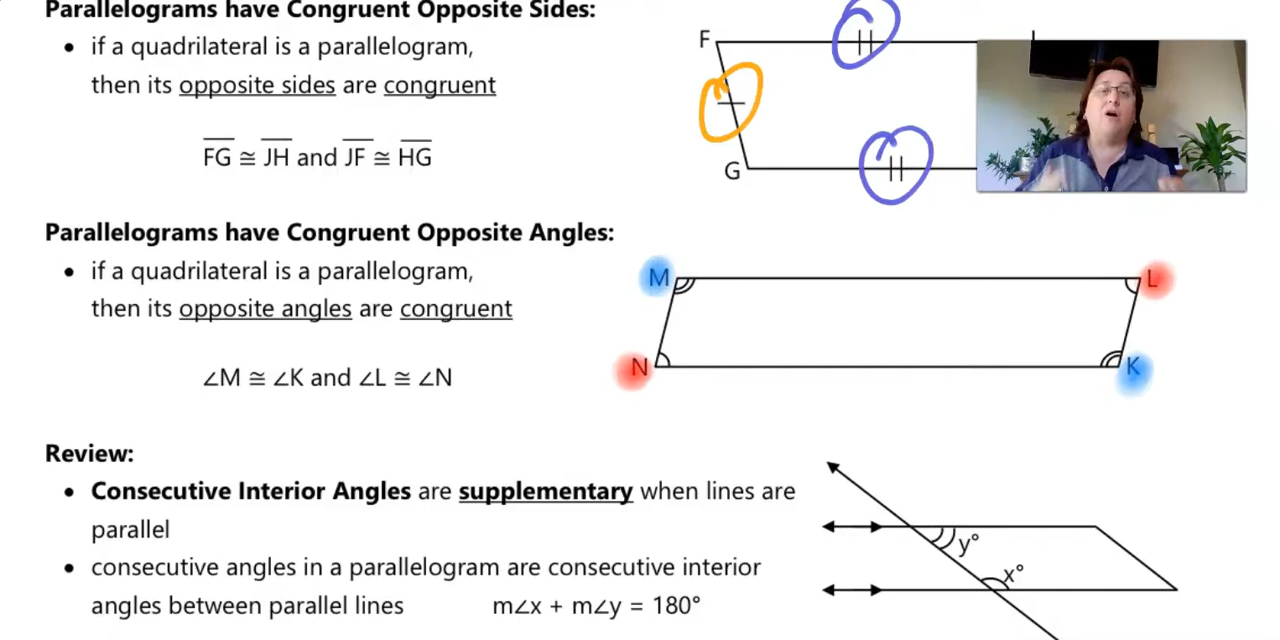 Parallelograms have Congruent Opposite Sides:
• if a quadrilateral is a parallelogram,
then its opposite sides are congruent
F̅G̅ ≅ J̅H̅ and J̅F̅ ≅ H̅G̅
F
G
Parallelograms have Congruent Opposite Angles:
• if a quadrilateral is a parallelogram,
then its opposite angles are congruent
∠M ≅ ∠K and ∠L ≅ ∠N
M
L
N
K
Review:
• Consecutive Interior Angles are supplementary when lines are
parallel
• consecutive angles in a parallelogram are consecutive interior
angles between parallel lines m∠x + m∠y = 180°
y°
x°